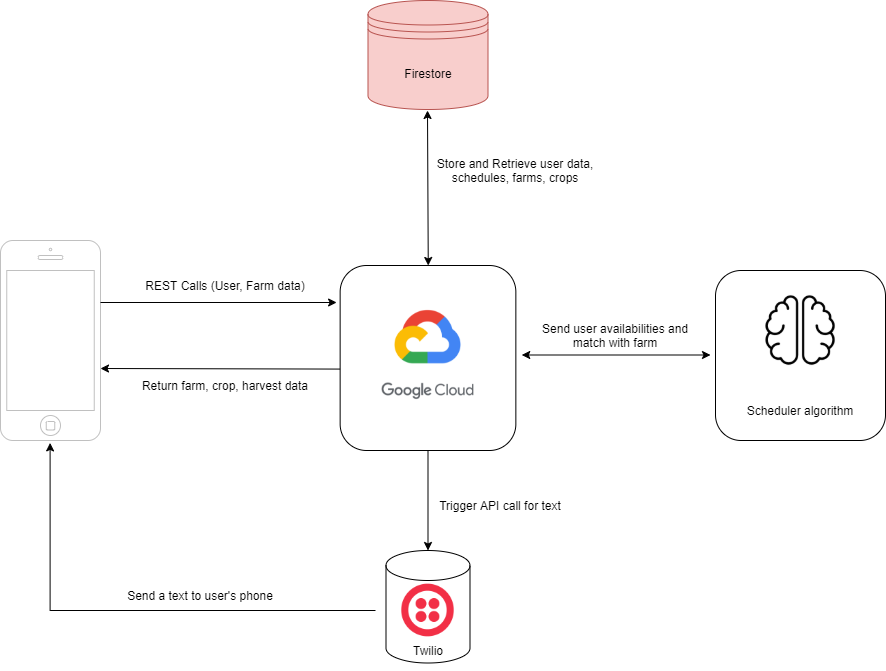 Firestore
Store and Retrieve user data,
schedules, farms, crops
REST Calls (User, Farm data)
Google Cloud
Send user availabilities and
match with farm
Return farm, crop, harvest data
Scheduler algorithm
Trigger API call for text
Send a text to user's phone
Twilio